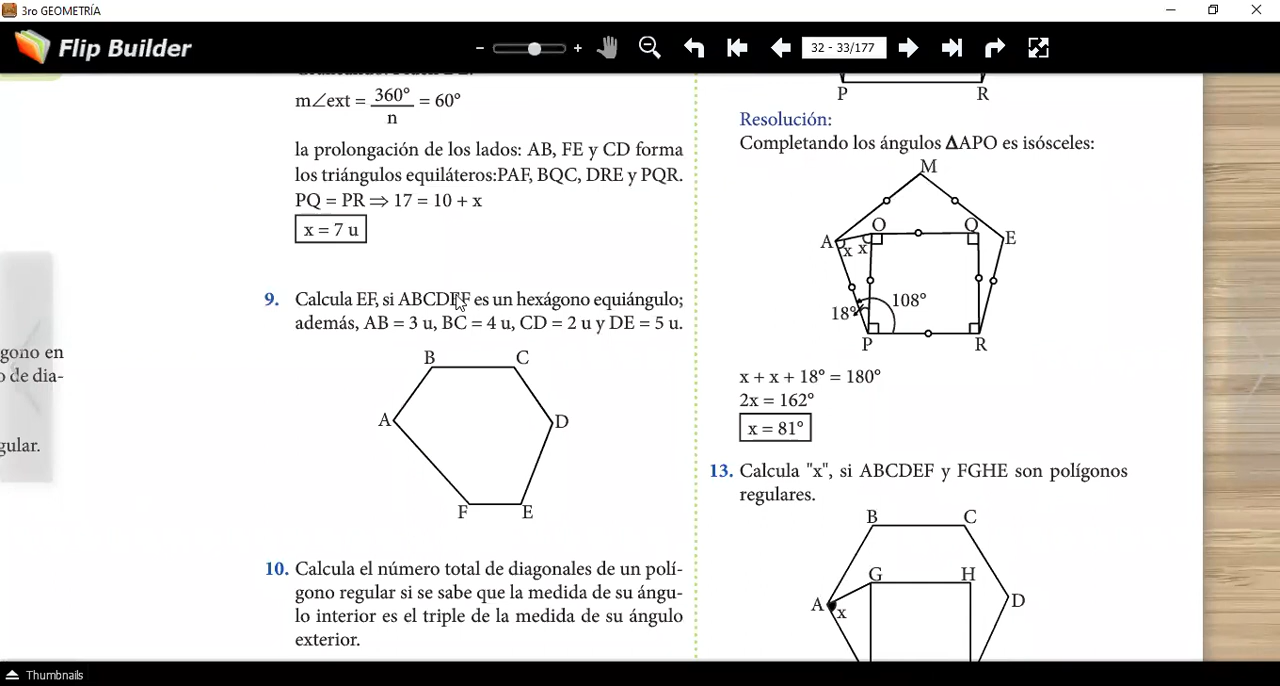 3ro GEOMETRÍA
Flip Builder
32 - 33/177
m∠ext = 360° / n = 60°
la prolongación de los lados: AB, FE y CD forma
los triángulos equiláteros:PAF, BQC, DRE y PQR.
PQ = PR ⇒ 17 = 10 + x
x = 7 u
9. Calcula EF, si ABCDEF es un hexágono equiángulo;
además, AB = 3 u, BC = 4 u, CD = 2 u y DE = 5 u.
B C
A D
F E
10. Calcula el número total de diagonales de un polí-
gono regular si se sabe que la medida de su ángu-
lo interior es el triple de la medida de su ángulo
exterior.
gono en
o de dia-
gular.
P R
Resolución:
Completando los ángulos ΔAPO es isósceles:
M
O Q
A E
x x
108°
18°
P R
x + x + 18° = 180°
2x = 162°
x = 81°
13. Calcula "x", si ABCDEF y FGHE son polígonos
regulares.
B C
G H
A x D
Thumbnails